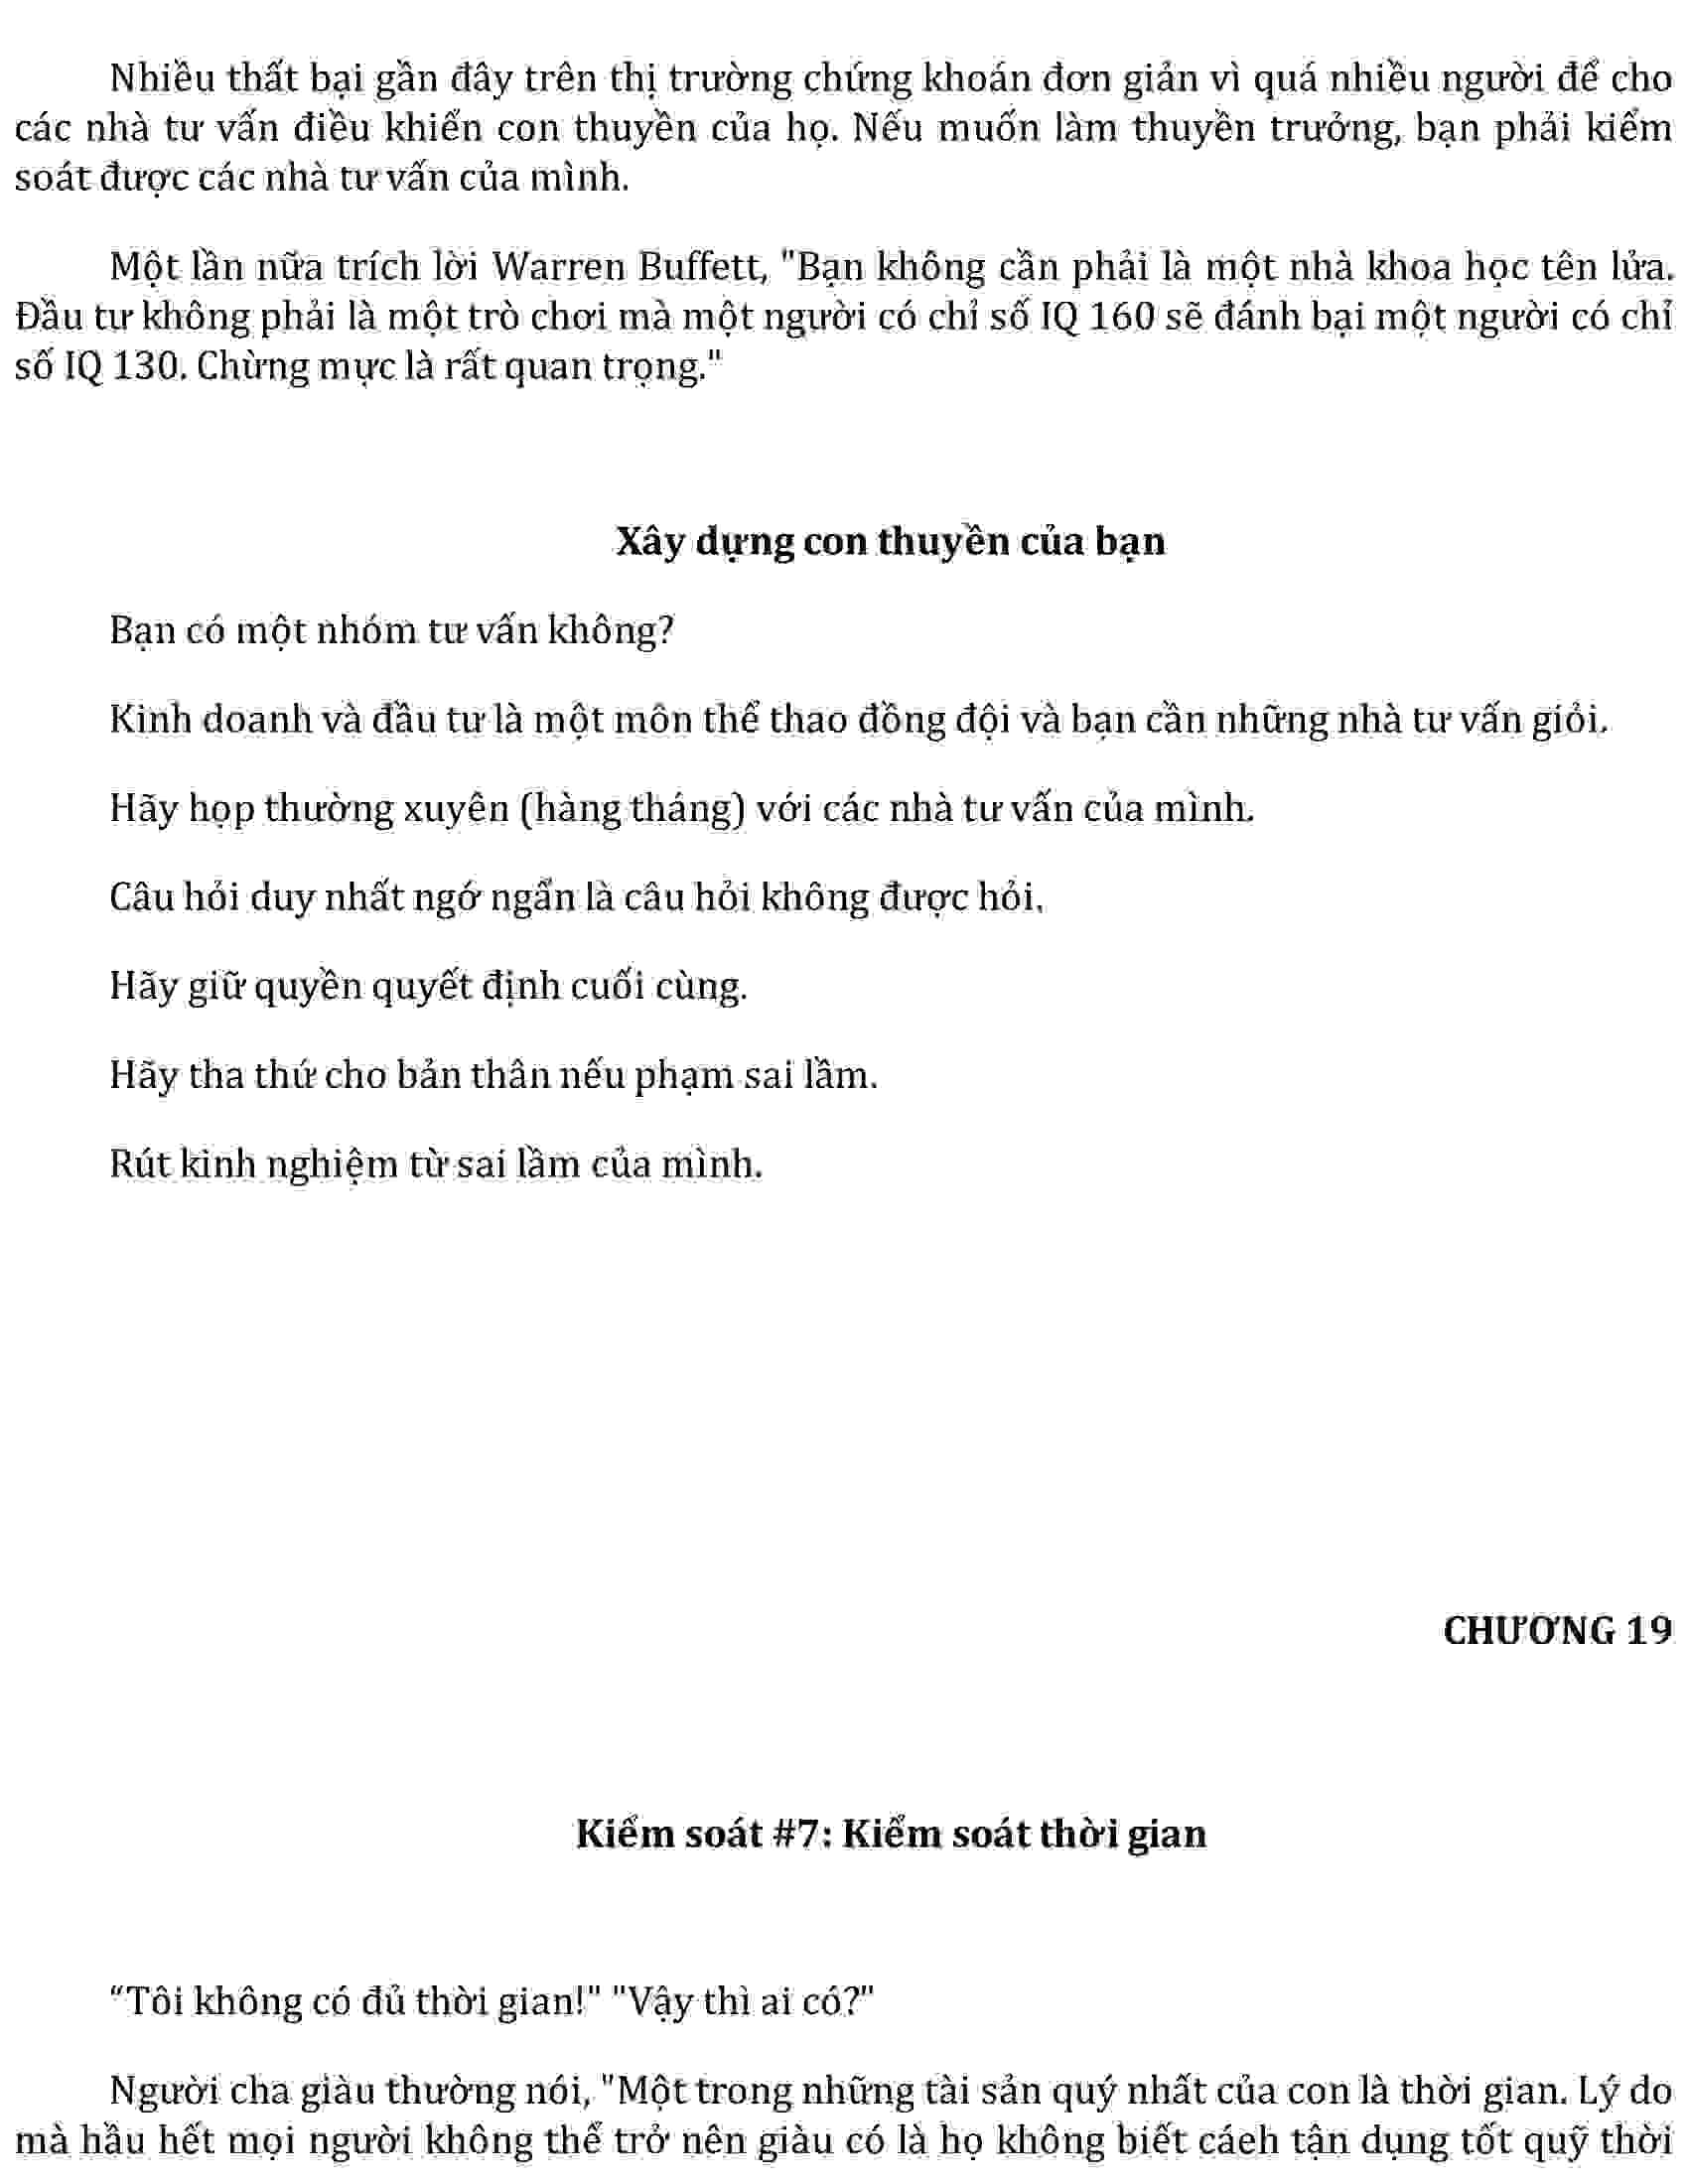 Nhiều thất bại gần đây trên thị trường chứng khoán đơn giản vì quá nhiều người để cho
các nhà tư vấn điều khiển con thuyền của họ. Nếu muốn làm thuyền trưởng, bạn phải kiểm
soát được các nhà tư vấn của mình.
Một lần nữa trích lời Warren Buffett, "Bạn không cần phải là một nhà khoa học tên lửa.
Đầu tư không phải là một trò chơi mà một người có chỉ số IQ 160 sẽ đánh bại một người có chỉ
số IQ 130. Chừng mực là rất quan trọng."
Xây dựng con thuyền của bạn
Bạn có một nhóm tư vấn không?
Kinh doanh và đầu tư là một môn thể thao đồng đội và bạn cần những nhà tư vấn giỏi.
Hãy họp thường xuyên (hàng tháng) với các nhà tư vấn của mình.
Câu hỏi duy nhất ngớ ngẩn là câu hỏi không được hỏi.
Hãy giữ quyền quyết định cuối cùng.
Hãy tha thứ cho bản thân nếu phạm sai lầm.
Rút kinh nghiệm từ sai lầm của mình.
CHƯƠNG 19
Kiểm soát #7: Kiểm soát thời gian
“Tôi không có đủ thời gian!" "Vậy thì ai có?"
Người cha giàu thường nói, "Một trong những tài sản quý nhất của con là thời gian. Lý do
mà hầu hết mọi người không thể trở nên giàu có là họ không biết cáeh tận dụng tốt quỹ thời